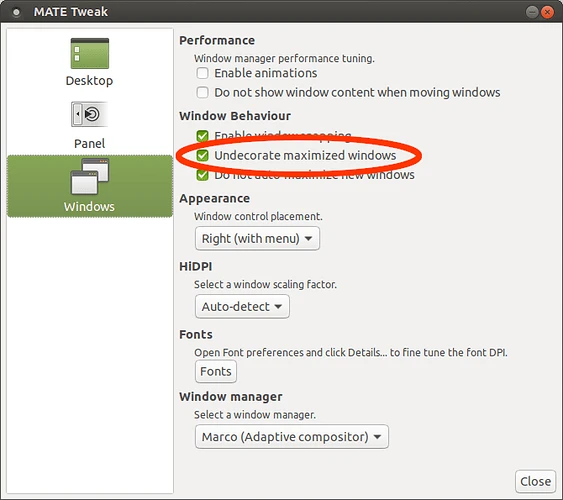 MATE Tweak
Desktop
Panel
Windows
Performance
Window manager performance tuning.
Enable animations
Do not show window content when moving windows
Window Behaviour
Enable window snapping
Undecorate maximized windows
Do not auto-maximize new windows
Appearance
Window control placement.
Right (with menu)
HiDPI
Select a window scaling factor.
Auto-detect
Fonts
Open Font preferences and click Details... to fine tune the font DPI.
Fonts
Window manager
Select a window manager.
Marco (Adaptive compositor)
Close